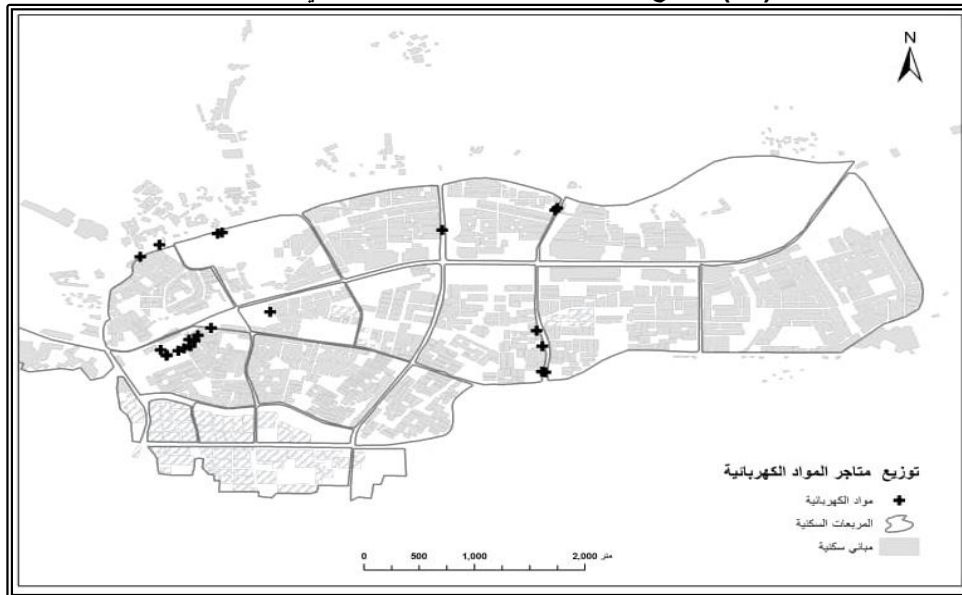 N
توزيع متاجر المواد الكهربائية
مواد الكهربائية
المربعات السكنية
مباني سكنية
0 500 1,000 2,000 متر